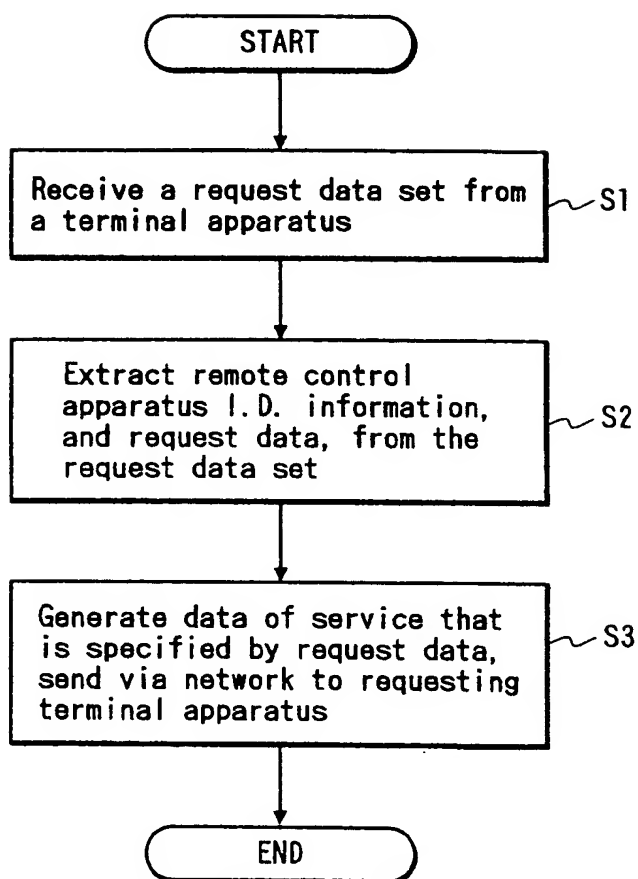 START
Receive a request data set from
a terminal apparatus
S1
Extract remote control
apparatus I.D. information,
and request data, from the
request data set
S2
Generate data of service that
is specified by request data,
send via network to requesting
terminal apparatus
S3
END